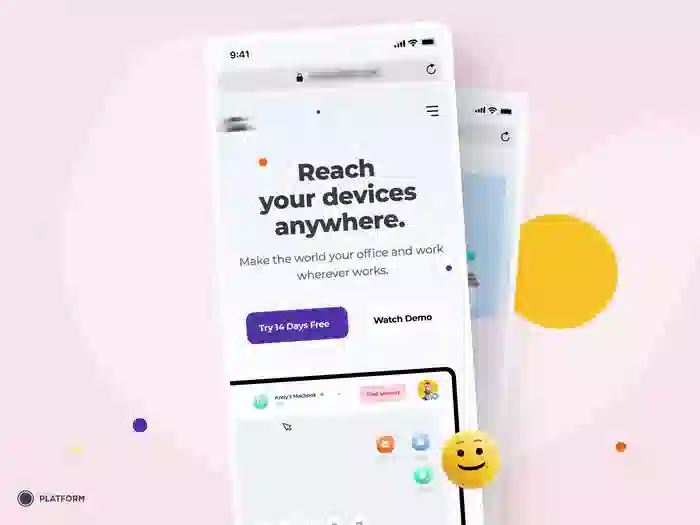 9:41
Reach
your devices
anywhere.
Make the world your office and work
wherever works.
Try 14 Days Free
Watch Demo
Andy's Macbook
PLATFORM